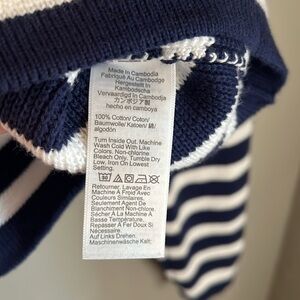 Made In Cambodia
Fabriqué Au Cambodge
Hergestellt In
Kambodscha
Vervaardigd In Cambodja
カンボジア製
hecho en camboya
100% Cotton/ Coton/
Baumwolle/ Katoen/ 綿/
algodón
Turn Inside Out. Machine
Wash Cold With Like
Colors. Non-chlorine
Bleach Only. Tumble Dry
Low. Iron On Lowest
Setting.
Retourner, Lavage En
Machine À Froid Avec
Couleurs Similaires.
Seulement Agent De
Blanchiment Non-chlore.
Sécher À La Machine À
Basse Température.
Repasser À Fer Doux Si
Nécessaire.
Auf Links Drehen.
Maschinenwäsche Kalt;